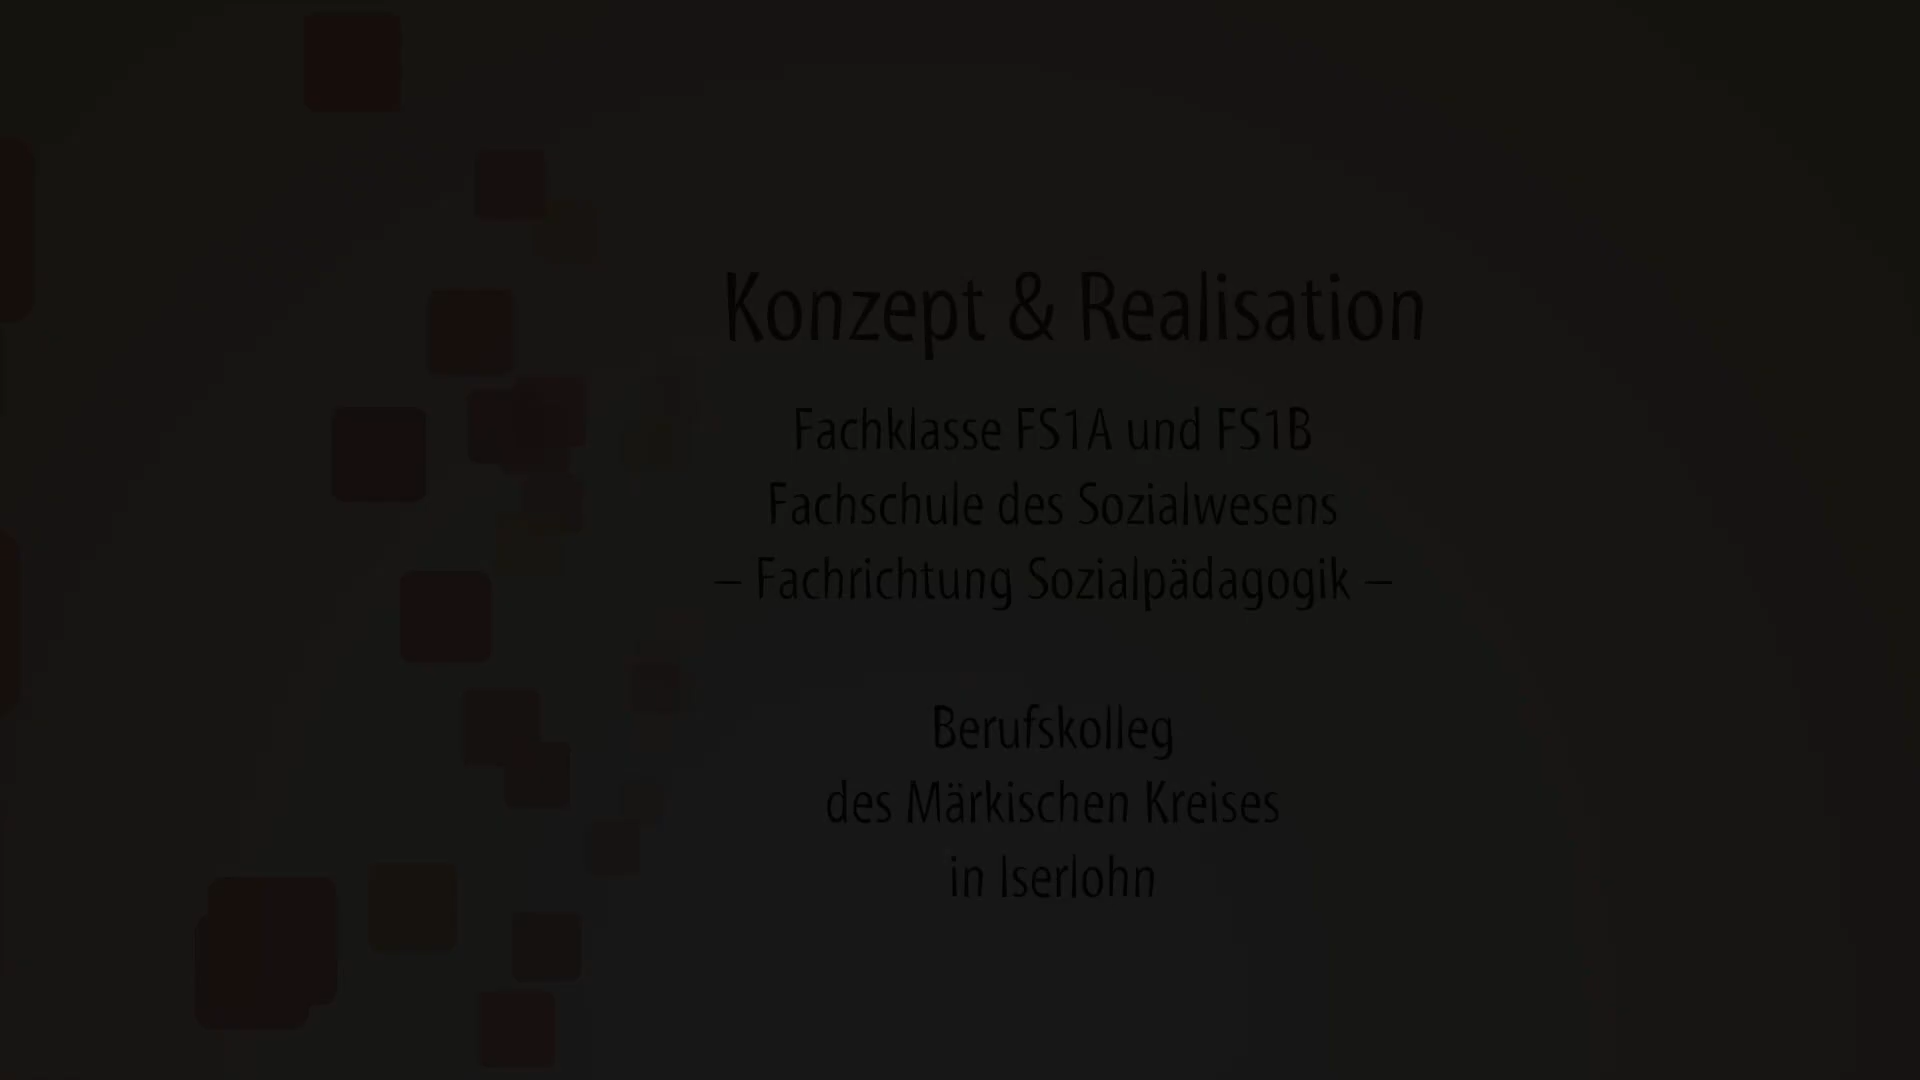 Konzept & Realisation
Fachklasse FS1A und FS1B
Fachschule des Sozialwesens
– Fachrichtung Sozialpädagogik –
Berufskolleg
des Märkischen Kreises
in Iserlohn